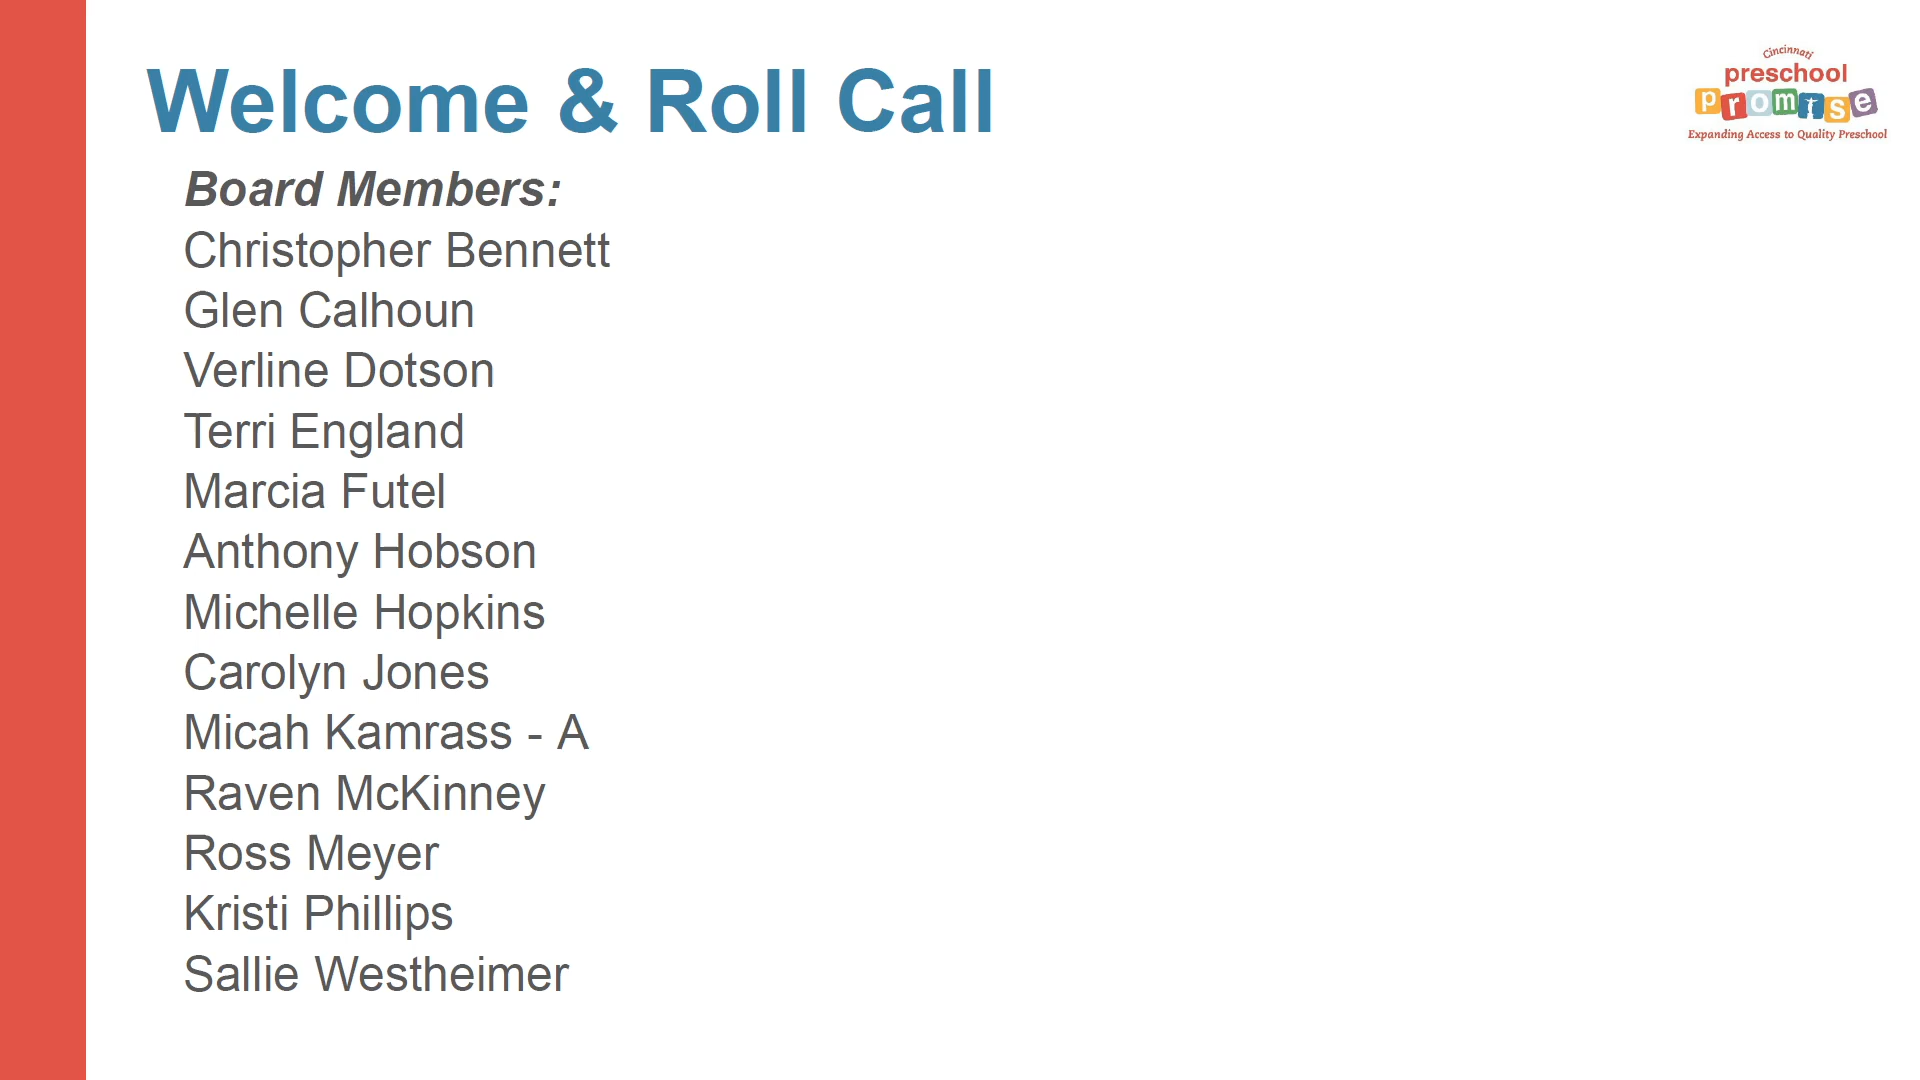 Welcome & Roll Call
Cincinnati
preschool
promise
Expanding Access to Quality Preschool
Board Members:
Christopher Bennett
Glen Calhoun
Verline Dotson
Terri England
Marcia Futel
Anthony Hobson
Michelle Hopkins
Carolyn Jones
Micah Kamrass - A
Raven McKinney
Ross Meyer
Kristi Phillips
Sallie Westheimer